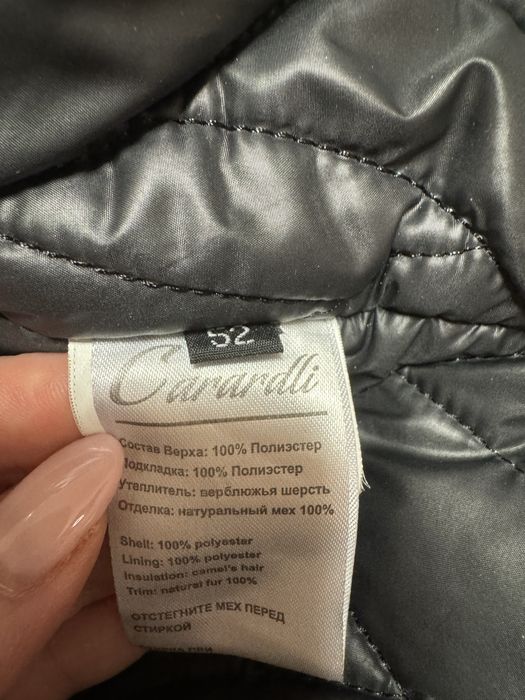 52
Carardli
Состав Верха: 100% Полиэстер
Подкладка: 100% Полиэстер
Утеплитель: верблюжья шерсть
Отделка: натуральный мех 100%
Shell: 100% polyester
Lining: 100% polyester
Insulation: camel's hair
Trim: natural fur 100%
ОТСТЕГНИТЕ МЕХ ПЕРЕД
СТИРКОЙ
ПРИ